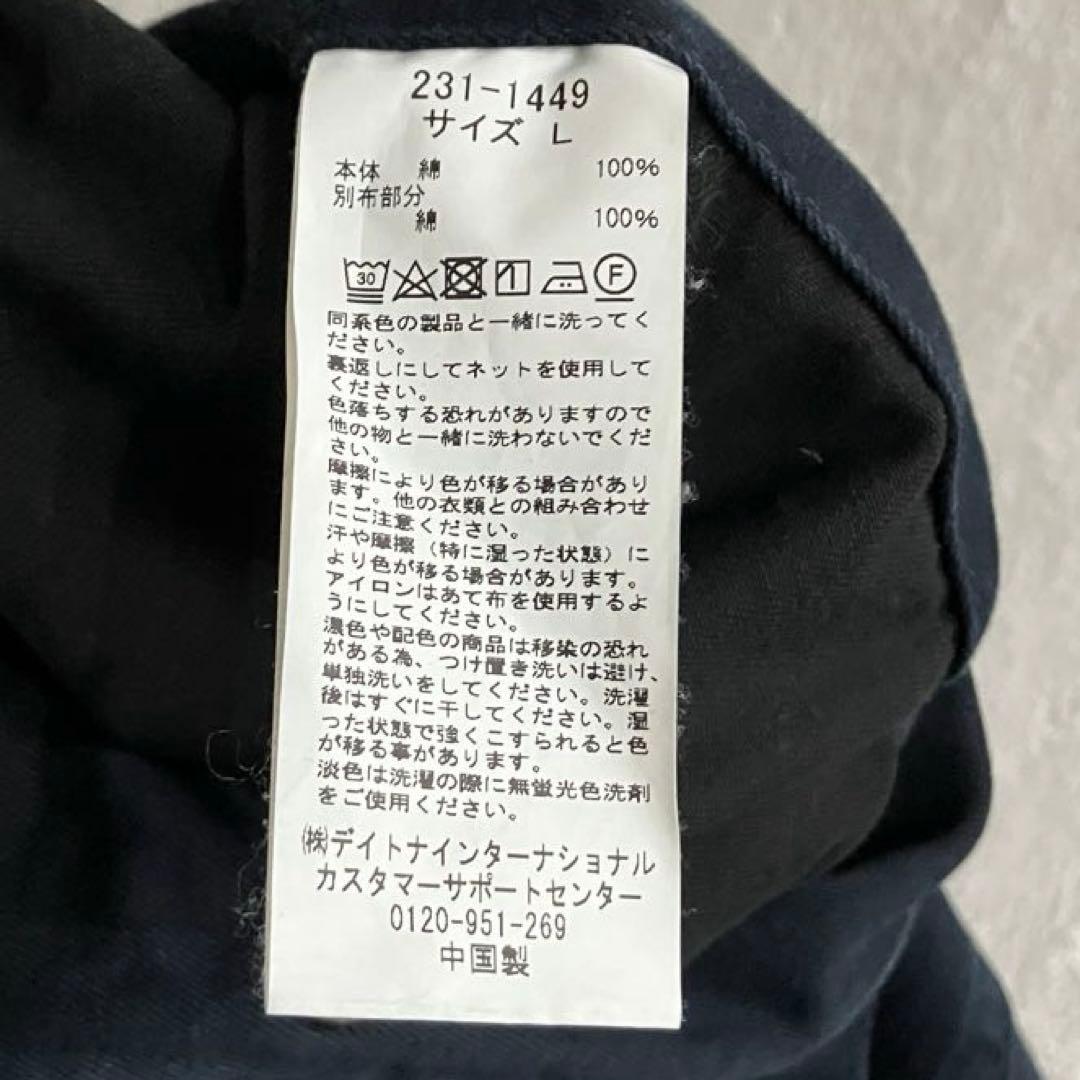 231-1449
サイズ L
本体 綿 100%
別布部分
綿 100%
30 F
同系色の製品と一緒に洗ってく
ださい。
裏返しにしてネットを使用して
ください。
色落ちする恐れがありますので
他の物と一緒に洗わないでくだ
さい。
摩擦により色が移る場合があり
ます。他の衣類との組み合わせ
にご注意ください。
汗や摩擦（特に湿った状態）に
より色が移る場合があります。
アイロンはあて布を使用するよ
うにしてください。
濃色や配色の商品は移染の恐れ
がある為、つけ置き洗いは避け、
単独洗いをしてください。洗濯
後はすぐに干してください。湿
った状態で強くこすられると色
が移る事があります。
淡色は洗濯の際に無蛍光色洗剤
をご使用ください。
㈱デイトナインターナショナル
カスタマーサポートセンター
0120-951-269
中国製